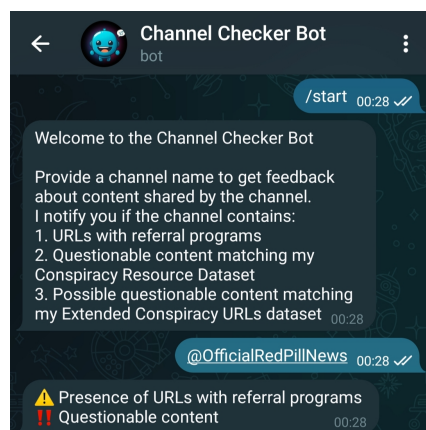 Channel Checker Bot
bot
/start 00:28
Welcome to the Channel Checker Bot
Provide a channel name to get feedback
about content shared by the channel.
I notify you if the channel contains:
1. URLs with referral programs
2. Questionable content matching my
Conspiracy Resource Dataset
3. Possible questionable content matching
my Extended Conspiracy URLs dataset 00:28
@OfficialRedPillNews 00:28
⚠️ Presence of URLs with referral programs
‼️ Questionable content 00:28